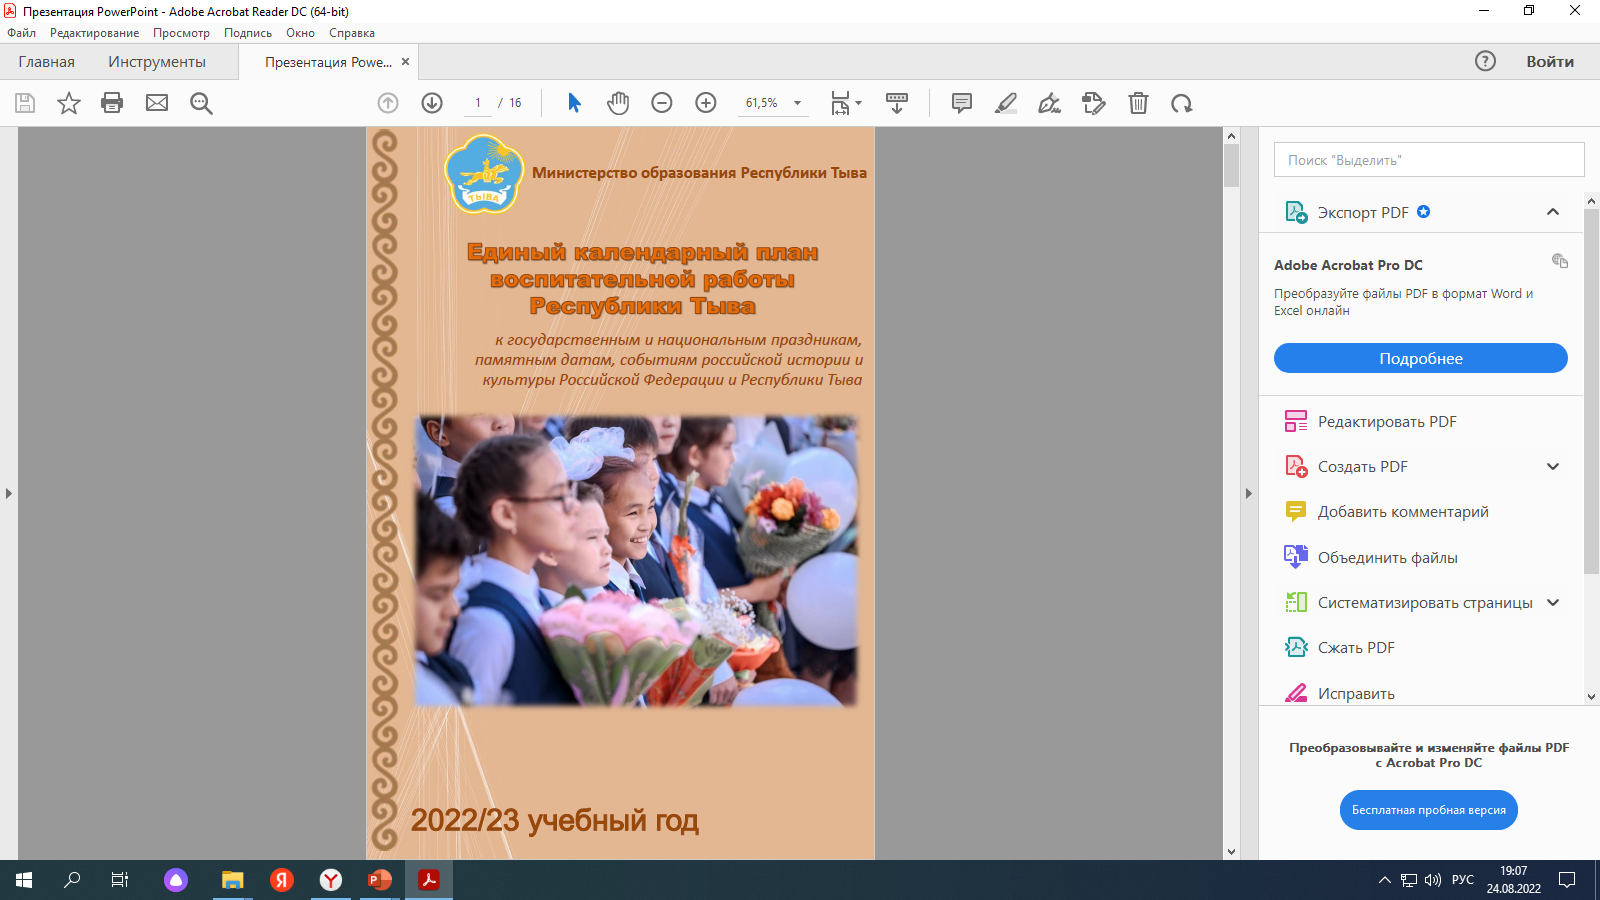 Презентация PowerPoint - Adobe Acrobat Reader DC (64-bit)
Файл Редактирование Просмотр Подпись Окно Справка
Главная Инструменты Презентация Powe... × ? Войти
1 / 16 61,5%
Министерство образования Республики Тыва
ТЫВА
Единый календарный план
воспитательной работы
Республики Тыва
к государственным и национальным праздникам,
памятным датам, событиям российской истории и
культуры Российской Федерации и Республики Тыва
2022/23 учебный год
Поиск "Выделить"
Экспорт PDF
Adobe Acrobat Pro DC
Преобразуйте файлы PDF в формат Word и
Excel онлайн
Подробнее
Редактировать PDF
Создать PDF
Добавить комментарий
Объединить файлы
Систематизировать страницы
Сжать PDF
Исправить
Преобразовывайте и изменяйте файлы PDF
с Acrobat Pro DC
Бесплатная пробная версия
Я Y P РУС 19:07
24.08.2022